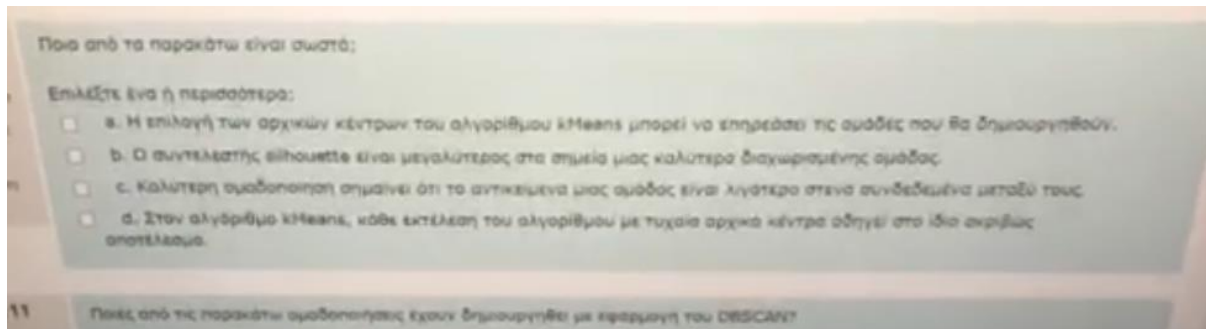 Ποια από τα παρακάτω είναι σωστά;
Επιλέξτε ένα ή περισσότερα:
a. Η επιλογή των αρχικών κέντρων του αλγορίθμου kMeans μπορεί να επηρεάσει τις ομάδες που θα δημιουργηθούν.
b. Ο συντελεστής silhouette είναι μεγαλύτερος στα σημεία μιας καλύτερα διαχωρισμένης ομάδας.
c. Καλύτερη ομαδοποίηση σημαίνει ότι τα αντικείμενα μιας ομάδας είναι λιγότερο στενά συνδεδεμένα μεταξύ τους.
d. Στον αλγόριθμο kMeans, κάθε εκτέλεση του αλγορίθμου με τυχαία αρχικά κέντρα οδηγεί στο ίδιο ακριβώς
αποτέλεσμα.
11 Ποιες από τις παρακάτω ομαδοποιήσεις έχουν δημιουργηθεί με εφαρμογή του DBSCAN?